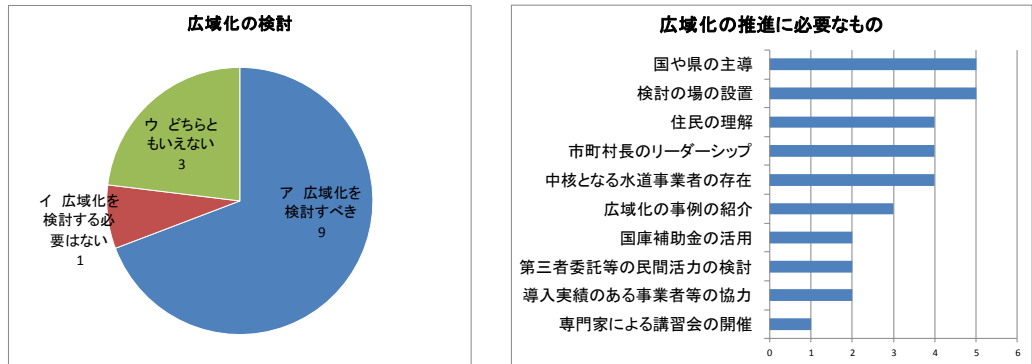 広域化の検討
ウ どちらと
もいえない
3
イ 広域化を
検討する必
要はない
1
ア 広域化を
検討すべき
9
広域化の推進に必要なもの
国や県の主導
検討の場の設置
住民の理解
市町村長のリーダーシップ
中核となる水道事業者の存在
広域化の事例の紹介
国庫補助金の活用
第三者委託等の民間活力の検討
導入実績のある事業者等の協力
専門家による講習会の開催
0 1 2 3 4 5 6